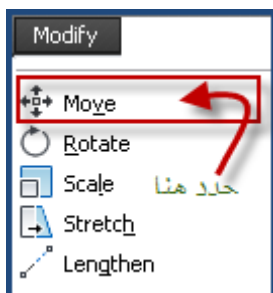 Modify
Move
Rotate
Scale
حدد هنا
Stretch
Lengthen